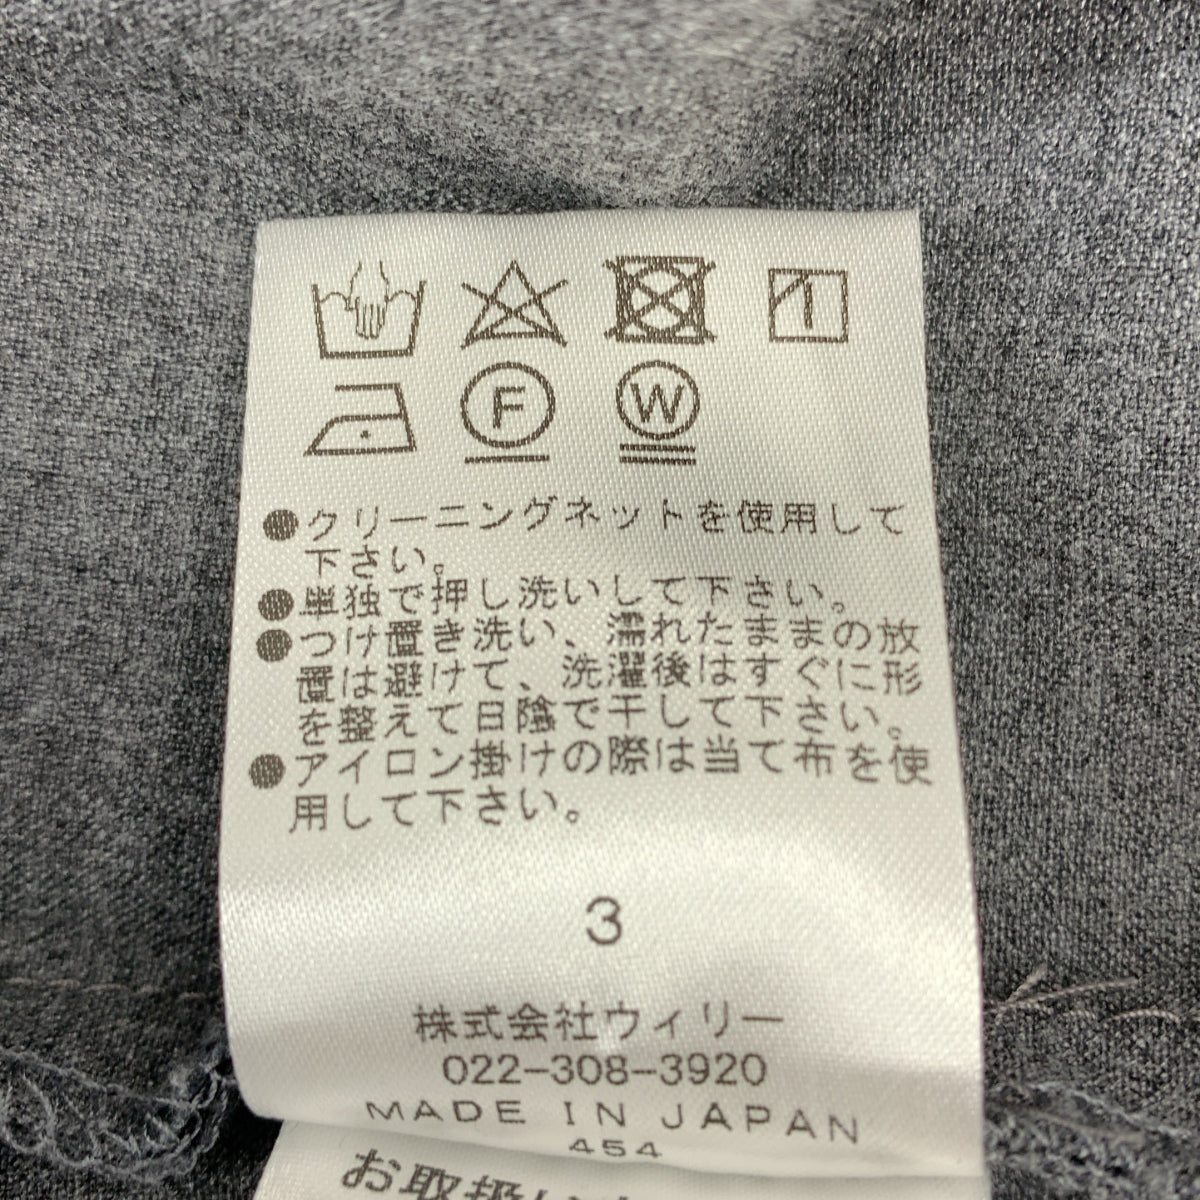 F W
●クリーニングネットを使用して
下さい。
●単独で押し洗いして下さい。
●つけ置き洗い、濡れたままの放
置は避けて、洗濯後はすぐに形
を整えて日陰で干して下さい。
●アイロン掛けの際は当て布を使
用して下さい。
3
株式会社ウィリー
022-308-3920
MADE IN JAPAN
454
お取扱い